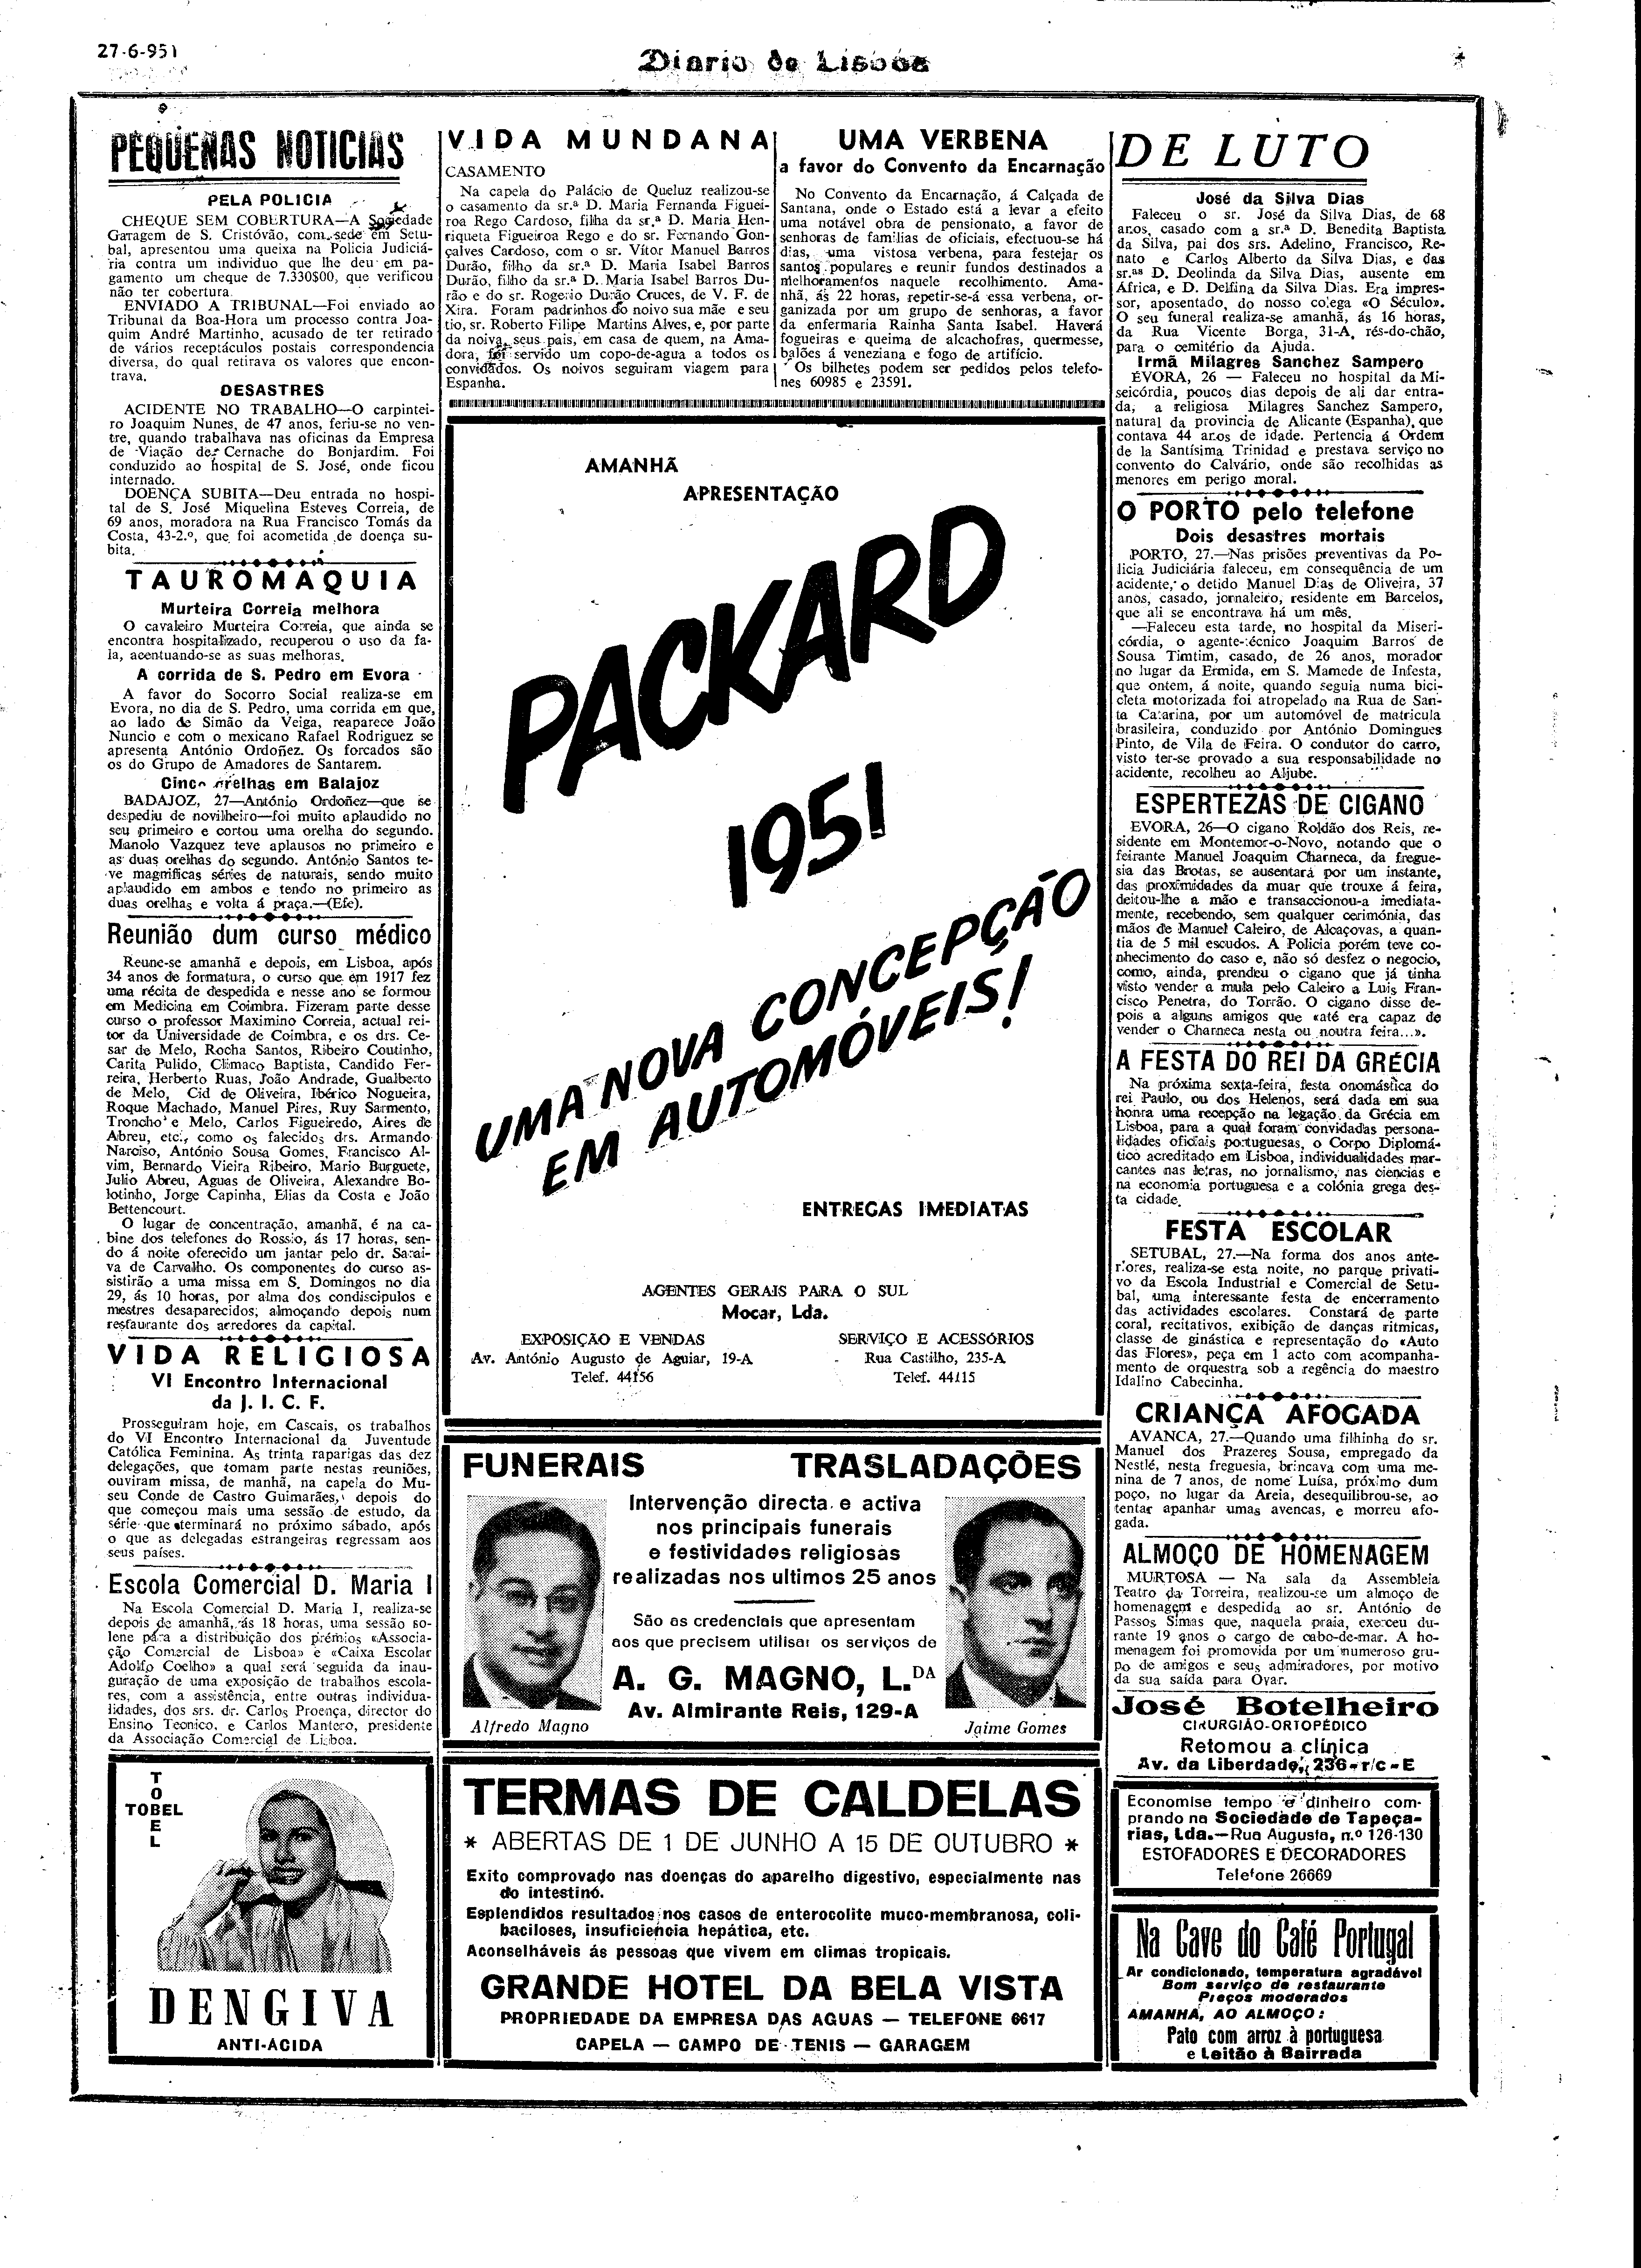 27-6-951
Diario de Lisboa
4
PEQUENAS NOTICIAS
PELA POLICIA
CHEQUE SEM COBERTURA—A Sociedade
Garagem de S. Cristóvão, com sede em Setu-
bal, apresentou uma queixa na Policia Judiciá-
ria contra um individuo que lhe deu em pa-
gamento um cheque de 7.330$00, que verificou
não ter cobertura.
ENVIADO A TRIBUNAL—Foi enviado ao
Tribunal da Boa-Hora um processo contra Joa-
quim André Martinho, acusado de ter retirado
de vários receptáculos postais correspondencia
diversa, do qual retirava os valores que encon-
trava.
DESASTRES
ACIDENTE NO TRABALHO—O carpintei-
ro Joaquim Nunes, de 47 anos, feriu-se no ven-
tre, quando trabalhava nas oficinas da Empresa
de Viação de Cernache do Bonjardim. Foi
conduzido ao hospital de S. José, onde ficou
internado.
DOENÇA SUBITA—Deu entrada no hospi-
tal de S. José Miquelina Esteves Correia, de
69 anos, moradora na Rua Francisco Tomás da
Costa, 43-2.º, que foi acometida de doença su-
bita.
TAUROMAQUIA
Murteira Correia melhora
O cavaleiro Murteira Correia, que ainda se
encontra hospitalizado, recuperou o uso da fa-
la, acentuando-se as suas melhoras.
A corrida de S. Pedro em Evora
A favor do Socorro Social realiza-se em
Evora, no dia de S. Pedro, uma corrida em que,
ao lado de Simão da Veiga, reaparece João
Nuncio e com o mexicano Rafael Rodriguez se
apresenta António Ordoñez. Os forcados são
os do Grupo de Amadores de Santarem.
Cinco orelhas em Balajoz
BADAJOZ, 27—António Ordoñez—que se
despediu de novilheiro—foi muito aplaudido no
seu primeiro e cortou uma orelha do segundo.
Manolo Vazquez teve aplausos no primeiro e
as duas orelhas do segundo. António Santos te-
ve magnificas séries de naturais, sendo muito
aplaudido em ambos e tendo no primeiro as
duas orelhas e volta á praça.—(Efe).
Reunião dum curso médico
Reune-se amanhã e depois, em Lisboa, após
34 anos de formatura, o curso que em 1917 fez
uma récita de despedida e nesse ano se formou
em Medicina em Coimbra. Fizeram parte desse
curso o professor Maximino Correia, actual rei-
tor da Universidade de Coimbra, e os drs. Ce-
sar de Melo, Rocha Santos, Ribeiro Coutinho,
Carita Pulido, Clímaco Baptista, Candido Fer-
reira, Herberto Ruas, João Andrade, Gualberto
de Melo, Cid de Oliveira, Ibérico Nogueira,
Roque Machado, Manuel Pires, Ruy Sarmento,
Troncho e Melo, Carlos Figueiredo, Aires de
Abreu, etc., como os falecidos drs. Armando
Narciso, António Sousa Gomes, Francisco Al-
vim, Bernardo Vieira Ribeiro, Mario Burguete,
Julio Abreu, Aguas de Oliveira, Alexandre Bo-
lotinho, Jorge Capinha, Elias da Costa e João
Bettencourt.
O lugar de concentração, amanhã, é na ca-
bine dos telefones do Rossio, ás 17 horas, sen-
do á noite oferecido um jantar pelo dr. Sarai-
va de Carvalho. Os componentes do curso as-
sistirão a uma missa em S. Domingos no dia
29, ás 10 horas, por alma dos condiscipulos e
mestres desaparecidos; almoçando depois num
restaurante dos arredores da capital.
VIDA RELIGIOSA
VI Encontro Internacional
da J. I. C. F.
Prosseguiram hoje, em Cascais, os trabalhos
do VI Encontro Internacional da Juventude
Católica Feminina. As trinta raparigas das dez
delegações, que tomam parte nestas reuniões,
ouviram missa, de manhã, na capela do Mu-
seu Conde de Castro Guimarães, depois do
que começou mais uma sessão de estudo, da
série que terminará no próximo sábado, após
o que as delegadas estrangeiras regressam aos
seus países.
Escola Comercial D. Maria I
Na Escola Comercial D. Maria I, realiza-se
depois de amanhã, ás 18 horas, uma sessão so-
lene para a distribuição dos prémios «Associa-
ção Comercial de Lisboa» e «Caixa Escolar
Adolfo Coelho» a qual será seguida da inau-
guração de uma exposição de trabalhos escola-
res, com a assistência, entre outras individua-
lidades, dos srs. dr. Carlos Proença, director do
Ensino Tecnico, e Carlos Mantero, presidente
da Associação Comercial de Lisboa.
TOBEL
TOBEL
DENGIVA
ANTI-ÁCIDA
VIDA MUNDANA
CASAMENTO
Na capela do Palácio de Queluz realizou-se
o casamento da sr.ª D. Maria Fernanda Figuei-
roa Rego Cardoso, filha da sr.ª D. Maria Hen-
riqueta Figueiroa Rego e do sr. Fernando Gon-
çalves Cardoso, com o sr. Vítor Manuel Barros
Durão, filho da sr.ª D. Maria Isabel Barros
Durão, filho da sr.ª D. Maria Isabel Barros Du-
rão e do sr. Rogerio Durão Cruces, de V. F. de
Xira. Foram padrinhos do noivo sua mãe e seu
tio, sr. Roberto Filipe Martins Alves, e, por parte
da noiva, seus pais, em casa de quem, na Ama-
dora, foi servido um copo-de-agua a todos os
convidados. Os noivos seguiram viagem para
Espanha.
UMA VERBENA
a favor do Convento da Encarnação
No Convento da Encarnação, á Calçada de
Santana, onde o Estado está a levar a efeito
uma notável obra de pensionato, a favor de
senhoras de familias de oficiais, efectuou-se há
dias, uma vistosa verbena, para festejar os
santos populares e reunir fundos destinados a
melhoramentos naquele recolhimento. Ama-
nhã, ás 22 horas, repetir-se-á essa verbena, or-
ganizada por um grupo de senhoras, a favor
da enfermaria Rainha Santa Isabel. Haverá
fogueiras e queima de alcachofras, quermesse,
balões á veneziana e fogo de artifício.
Os bilhetes podem ser pedidos pelos telefo-
nes 60985 e 23591.
AMANHÃ
APRESENTAÇÃO
PACKARD
1951
UMA NOVA CONCEPÇÃO
EM AUTOMÓVEIS!
ENTREGAS IMEDIATAS
AGENTES GERAIS PARA O SUL
Mocar, Lda.
EXPOSIÇÃO E VENDAS
Av. António Augusto de Aguiar, 19-A
Telef. 44156
SERVIÇO E ACESSÓRIOS
Rua Castilho, 235-A
Telef. 44115
FUNERAIS TRASLADAÇÕES
Intervenção directa e activa
nos principais funerais
e festividades religiosas
realizadas nos ultimos 25 anos
São as credenciais que apresentam
aos que precisem utilisar os serviços de
A. G. MAGNO, L.DA
Av. Almirante Reis, 129-A
Alfredo Magno
Jaime Gomes
TERMAS DE CALDELAS
* ABERTAS DE 1 DE JUNHO A 15 DE OUTUBRO *
Exito comprovado nas doenças do aparelho digestivo, especialmente nas
do intestino.
Esplendidos resultados nos casos de enterocolite muco-membranosa, coli-
baciloses, insuficiencia hepática, etc.
Aconselháveis ás pessoas que vivem em climas tropicais.
GRANDE HOTEL DA BELA VISTA
PROPRIEDADE DA EMPRESA DAS AGUAS — TELEFONE 6617
CAPELA — CAMPO DE TENIS — GARAGEM
DE LUTO
José da Silva Dias
Faleceu o sr. José da Silva Dias, de 68
anos, casado com a sr.ª D. Benedita Baptista
da Silva, pai dos srs. Adelino, Francisco, Re-
nato e Carlos Alberto da Silva Dias, e das
sr.as D. Deolinda da Silva Dias, ausente em
África, e D. Delfina da Silva Dias. Era impres-
sor, aposentado, do nosso colega «O Século».
O seu funeral realiza-se amanhã, ás 16 horas,
da Rua Vicente Borga, 31-A, rés-do-chão,
para o cemitério da Ajuda.
Irmã Milagres Sanchez Sampero
ÉVORA, 26 — Faleceu no hospital da Mi-
seicórdia, poucos dias depois de ali dar entra-
da, a religiosa Milagres Sanchez Sampero,
natural da provincia de Alicante (Espanha), que
contava 44 anos de idade. Pertencia á Ordem
de la Santísima Trinidad e prestava serviço no
convento do Calvário, onde são recolhidas as
menores em perigo moral.
O PORTO pelo telefone
Dois desastres mortais
PORTO, 27.—Nas prisões preventivas da Po-
licia Judiciária faleceu, em consequência de um
acidente, o detido Manuel Dias de Oliveira, 37
anos, casado, jornaleiro, residente em Barcelos,
que ali se encontrava há um mês.
—Faleceu esta tarde, no hospital da Miseri-
córdia, o agente-técnico Joaquim Barros de
Sousa Timtim, casado, de 26 anos, morador
no lugar da Ermida, em S. Mamede de Infesta,
que ontem, á noite, quando seguia numa bici-
cleta motorizada foi atropelado na Rua de San-
ta Catarina, por um automóvel de matricula
brasileira, conduzido por António Domingues
Pinto, de Vila de Feira. O condutor do carro,
visto ter-se provado a sua responsabilidade no
acidente, recolheu ao Aljube.
ESPERTEZAS DE CIGANO
EVORA, 26—O cigano Roldão dos Reis, re-
sidente em Montemor-o-Novo, notando que o
feirante Manuel Joaquim Charneca, da fregue-
sia das Brotas, se ausentará por um instante,
das proximidades da muar que trouxe á feira,
deitou-lhe a mão e transaccionou-a imediata-
mente, recebendo, sem qualquer cerimónia, das
mãos de Manuel Caleiro, de Alcaçovas, a quan-
tia de 5 mil escudos. A Policia porém teve co-
nhecimento do caso e, não só desfez o negocio,
como, ainda, prendeu o cigano que já tinha
visto vender a mula pelo Caleiro a Luis Fran-
cisco Penetra, do Torrão. O cigano disse de-
pois a alguns amigos que «até era capaz de
vender o Charneca nesta ou noutra feira...».
A FESTA DO REI DA GRÉCIA
Na próxima sexta-feira, festa onomástica do
rei Paulo, ou dos Helenos, será dada em sua
honra uma recepção na legação da Grécia em
Lisboa, para a qual foram convidadas persona-
lidades oficiais portuguesas, o Corpo Diplomá-
tico acreditado em Lisboa, individualidades mar-
cantes nas letras, no jornalismo, nas ciencias e
na economia portuguesa e a colónia grega des-
ta cidade.
FESTA ESCOLAR
SETUBAL, 27.—Na forma dos anos ante-
riores, realiza-se esta noite, no parque privati-
vo da Escola Industrial e Comercial de Setu-
bal, uma interessante festa de encerramento
das actividades escolares. Constará de parte
coral, recitativos, exibição de danças ritmicas,
classe de ginástica e representação do «Auto
das Flores», peça em 1 acto com acompanha-
mento de orquestra sob a regência do maestro
Idalino Cabecinha.
CRIANÇA AFOGADA
AVANCA, 27.—Quando uma filhinha do sr.
Manuel dos Prazeres Sousa, empregado da
Nestlé, nesta freguesia, brincava com uma me-
nina de 7 anos, de nome Luísa, próximo dum
poço, no lugar da Areia, desequilibrou-se, ao
tentar apanhar umas avencas, e morreu afo-
gada.
ALMOÇO DE HOMENAGEM
MURTOSA — Na sala da Assembleia
Teatro da Torreira, realizou-se um almoço de
homenagem e despedida ao sr. António de
Passos Simas que, naquela praia, exerceu du-
rante 19 anos o cargo de cabo-de-mar. A ho-
menagem foi promovida por um numeroso gru-
po de amigos e seus admiradores, por motivo
da sua saída para Ovar.
José Botelheiro
CIRURGIÃO-ORTOPÉDICO
Retomou a clínica
Av. da Liberdade, 236-r/c-E
Economise tempo e dinheiro com-
prando na Sociedade de Tapeça-
rias, Lda.—Rua Augusta, n.º 126-130
ESTOFADORES E DECORADORES
Telefone 26669
Na Cave do Café Portugal
Ar condicionado, temperatura agradável
Bom serviço de restaurante
Preços moderados
AMANHÃ, AO ALMOÇO:
Pato com arroz à portuguesa
e Leitão à Bairrada